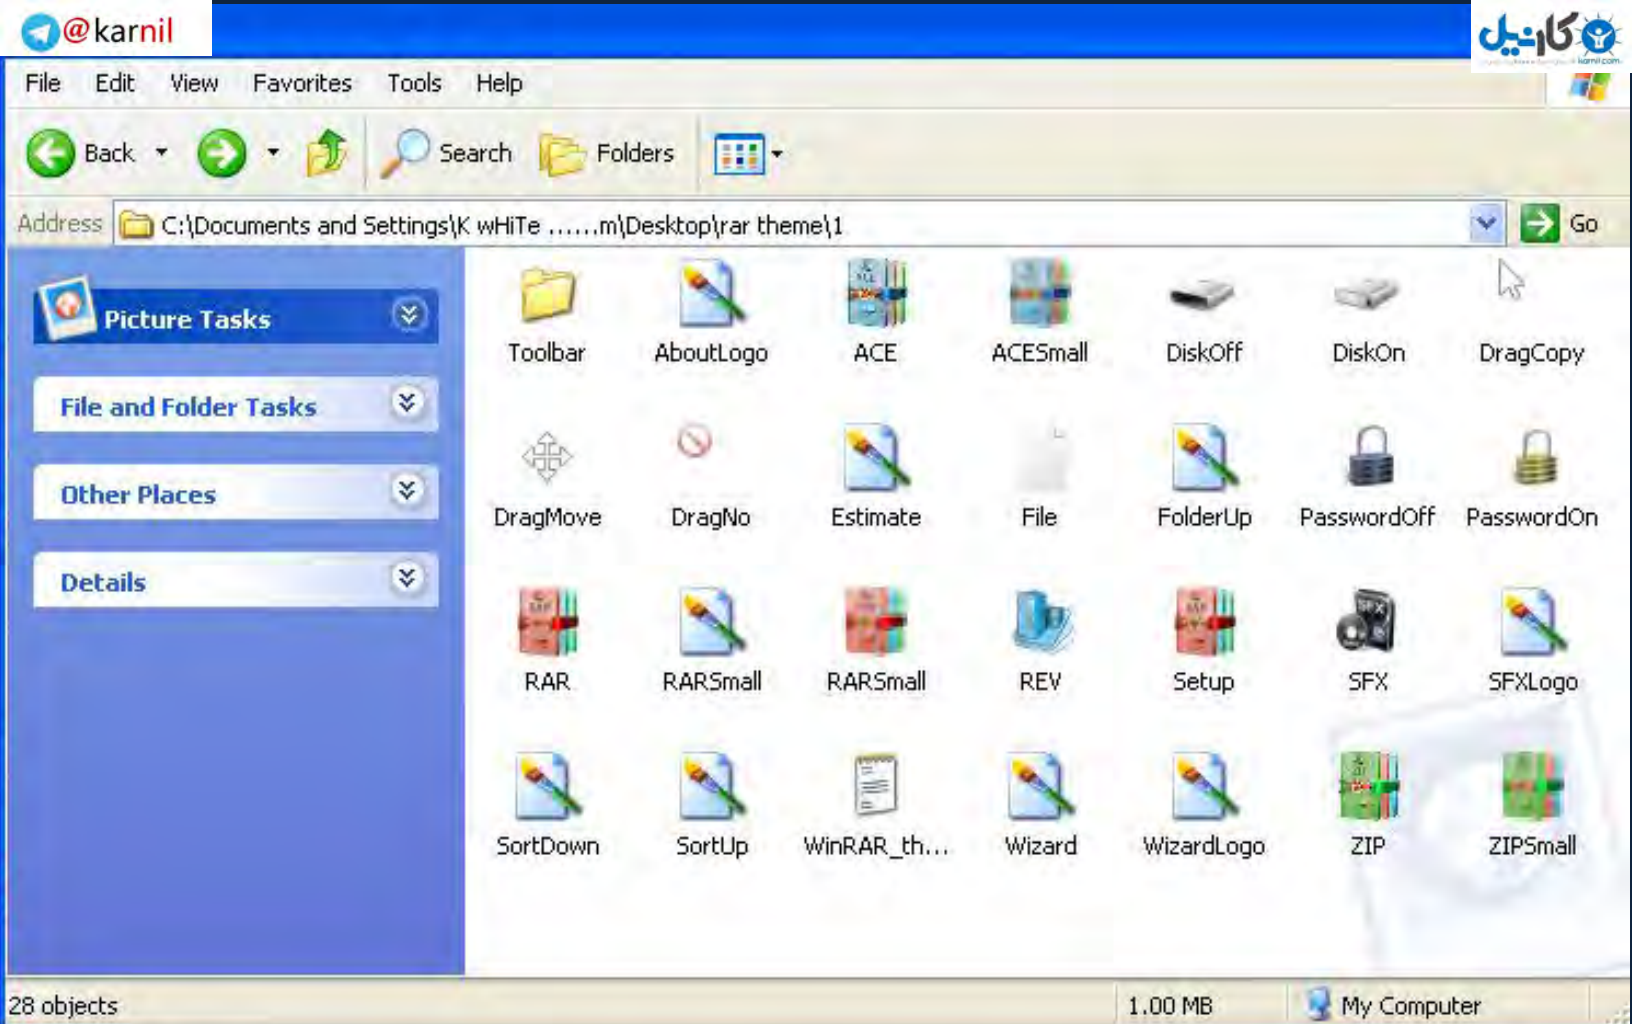 @karnil
کارنیل
karnil.com
File Edit View Favorites Tools Help
Back Search Folders
Address C:\Documents and Settings\K wHiTe ......m\Desktop\rar theme\1 Go
Picture Tasks
File and Folder Tasks
Other Places
Details
Toolbar AboutLogo ACE ACESmall DiskOff DiskOn DragCopy
DragMove DragNo Estimate File FolderUp PasswordOff PasswordOn
RAR RARSmall RARSmall REV Setup SFX SFXLogo
SortDown SortUp WinRAR_th... Wizard WizardLogo ZIP ZIPSmall
28 objects 1.00 MB My Computer